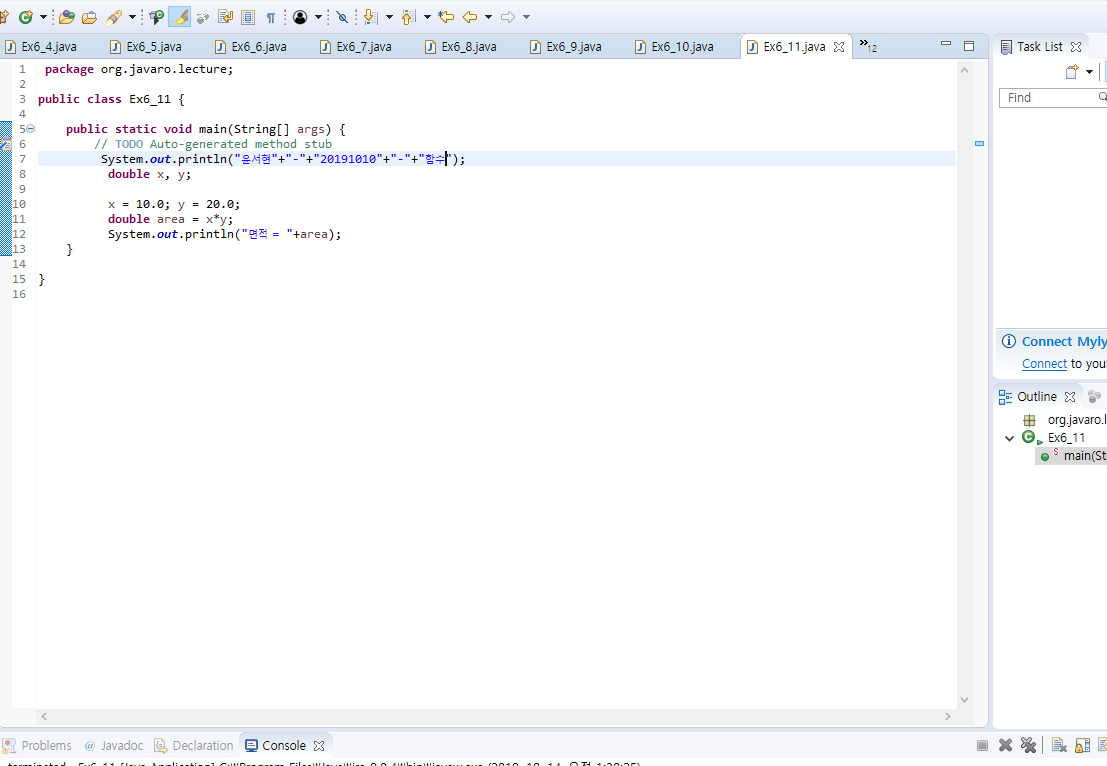 Ex6_4.java Ex6_5.java Ex6_6.java Ex6_7.java Ex6_8.java Ex6_9.java Ex6_10.java Ex6_11.java »12
Task List
Find
1 package org.javaro.lecture;
2
3 public class Ex6_11 {
4
5 public static void main(String[] args) {
6 // TODO Auto-generated method stub
7 System.out.println("윤서현"+"-"+"20191010"+"-"+"함수");
8 double x, y;
9
10 x = 10.0; y = 20.0;
11 double area = x*y;
12 System.out.println("면적 = "+area);
13 }
14
15 }
16
Connect Myly
Connect to your
Outline
org.javaro.l
Ex6_11
main(St
Problems @ Javadoc Declaration Console